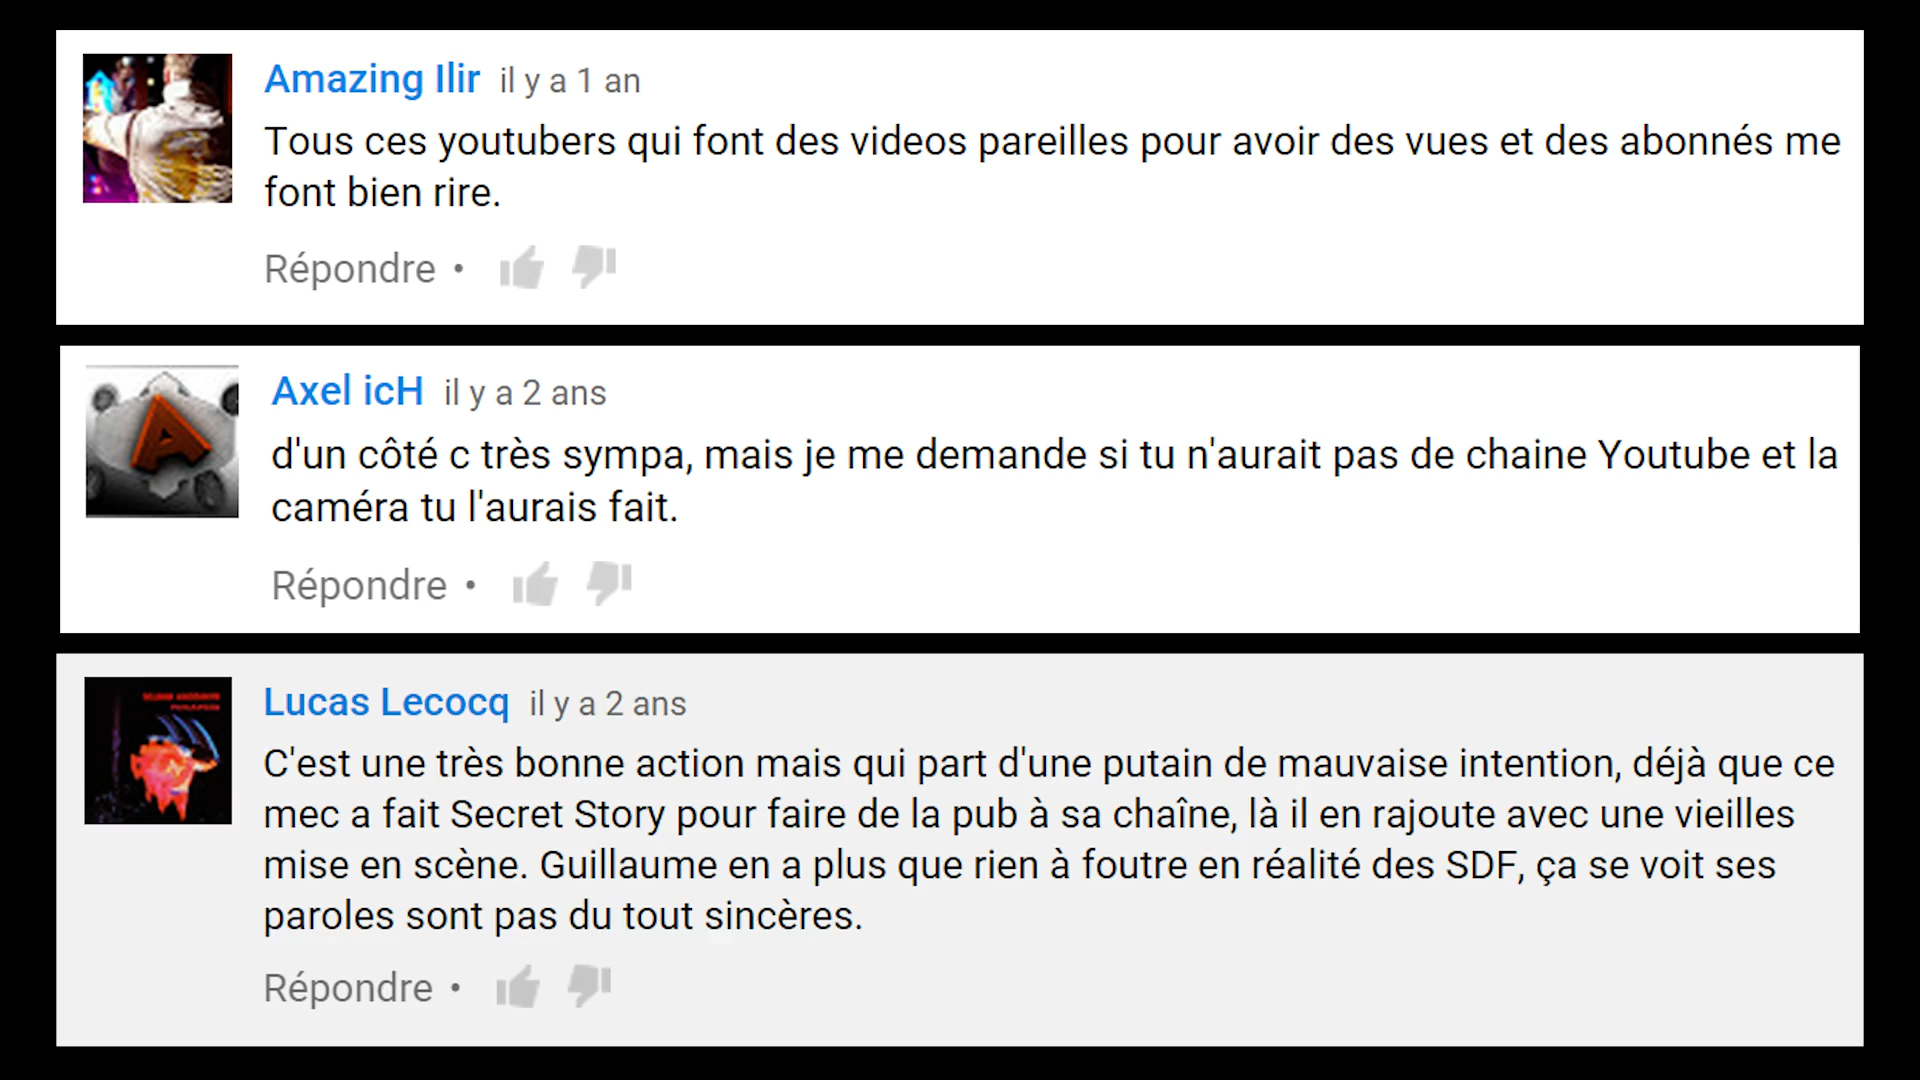 Amazing Ilir il y a 1 an
Tous ces youtubers qui font des videos pareilles pour avoir des vues et des abonnés me
font bien rire.
Répondre •
Axel icH il y a 2 ans
d'un côté c très sympa, mais je me demande si tu n'aurait pas de chaine Youtube et la
caméra tu l'aurais fait.
Répondre •
Lucas Lecocq il y a 2 ans
C'est une très bonne action mais qui part d'une putain de mauvaise intention, déjà que ce
mec a fait Secret Story pour faire de la pub à sa chaîne, là il en rajoute avec une vieilles
mise en scène. Guillaume en a plus que rien à foutre en réalité des SDF, ça se voit ses
paroles sont pas du tout sincères.
Répondre •